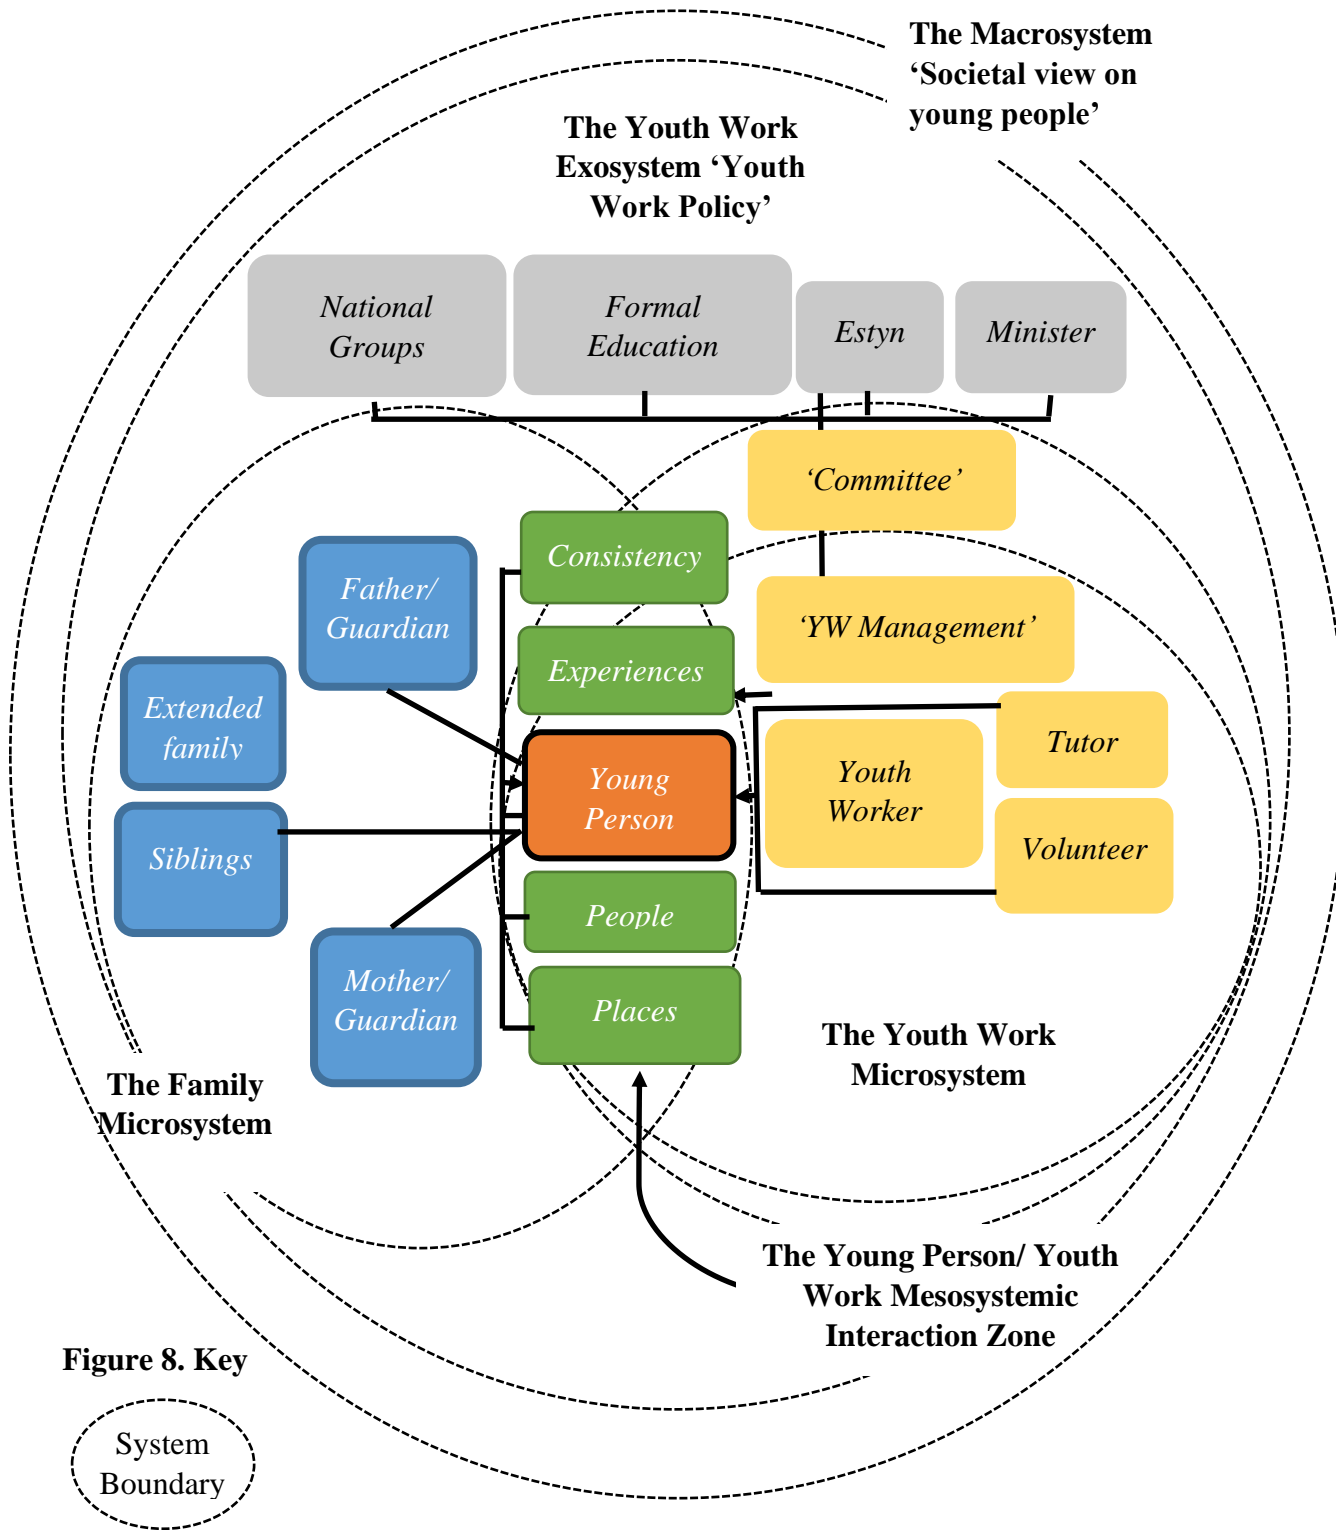 The Macrosystem
‘Societal view on
young people’
The Youth Work
Exosystem ‘Youth
Work Policy’
National
Groups
Formal
Education
Estyn
Minister
‘Committee’
Consistency
Father/
Guardian
‘YW Management’
Experiences
Extended
family
Tutor
Young
Person
Youth
Worker
Siblings
Volunteer
People
Mother/
Guardian
Places
The Youth Work
Microsystem
The Family
Microsystem
The Young Person/ Youth
Work Mesosystemic
Interaction Zone
Figure 8. Key
System
Boundary